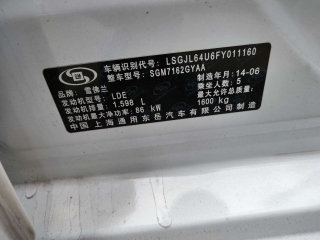 车辆识别代号: LSGJL64U6FY011160
整车型号: SGM7162GYAA
品牌: 雪佛兰 制造年月: 14-06
发动机型号: LDE 乘坐人数: 5
发动机排量: 1.598 L 最大允许总质量:
发动机最大净功率: 86 kW 1600 kg
中国 上海通用东岳汽车有限公司制造